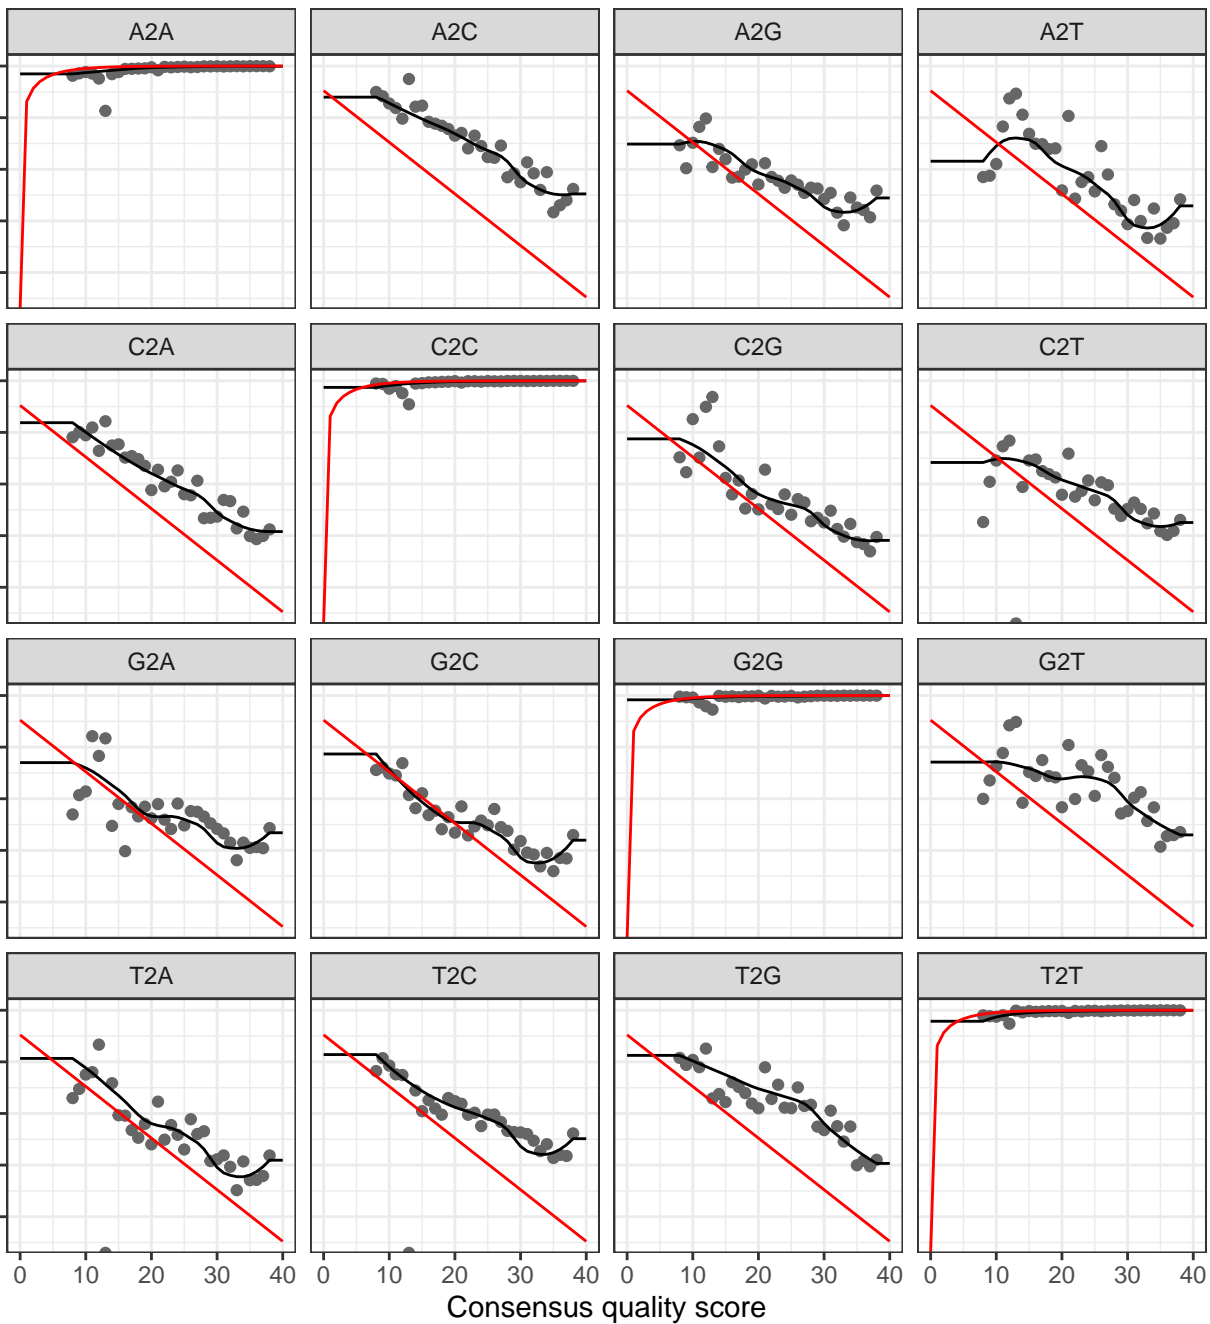 A2A A2C A2G A2T
C2A C2C C2G C2T
G2A G2C G2G G2T
T2A T2C T2G T2T
0 10 20 30 40 0 10 20 30 40 0 10 20 30 40 0 10 20 30 40
Consensus quality score